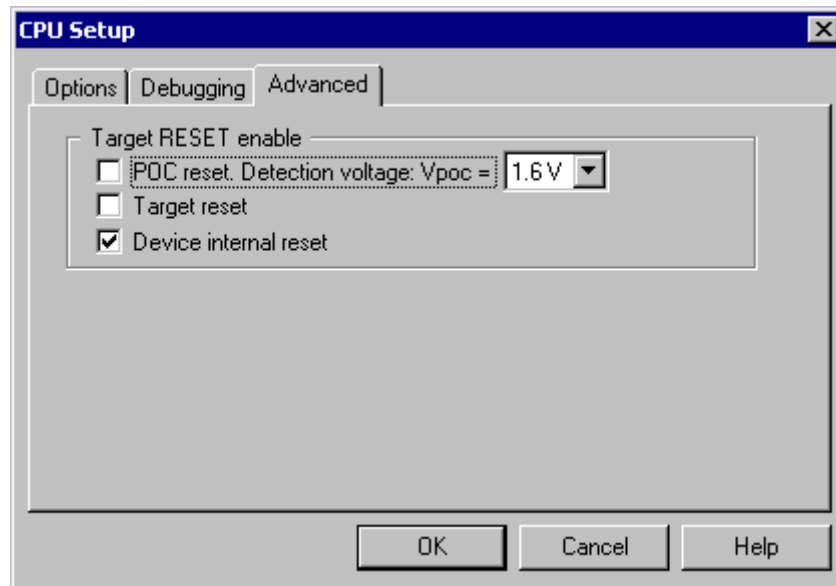 CPU Setup
Options Debugging Advanced
Target RESET enable
POC reset. Detection voltage: Vpoc = 1.6 V
Target reset
Device internal reset
OK Cancel Help